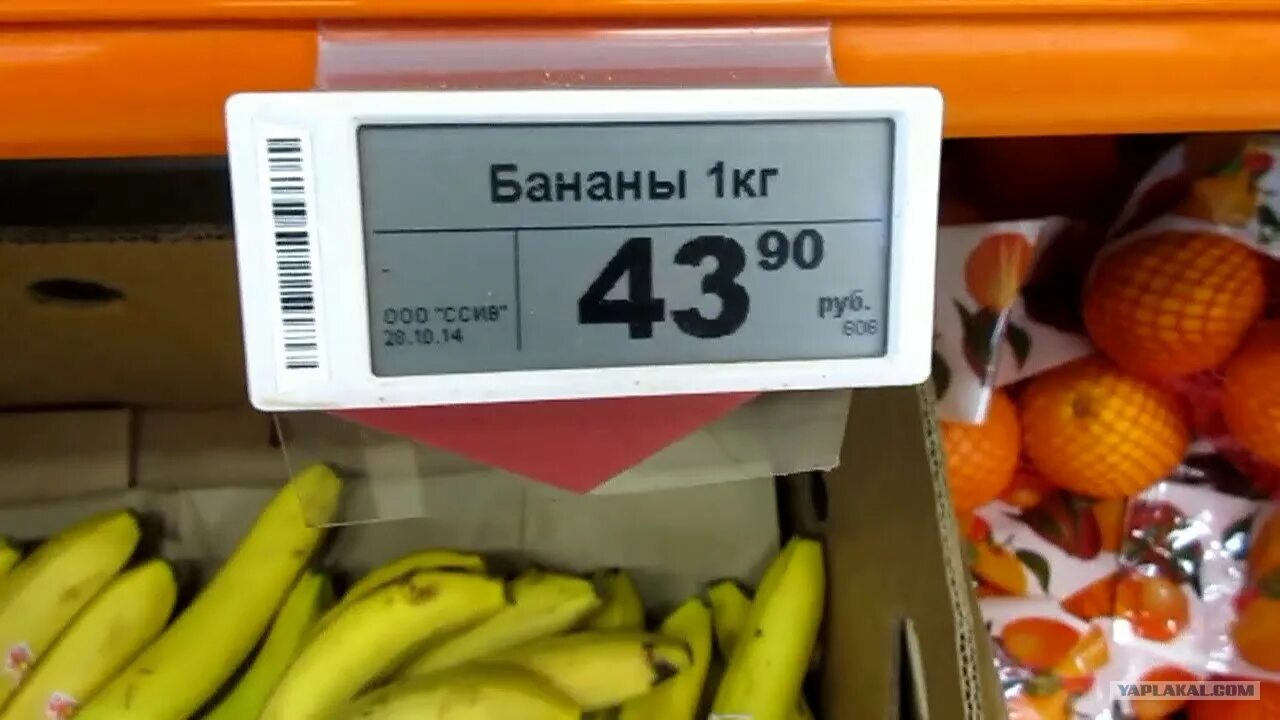 Бананы 1кг
43 90
руб.
606
-
ООО "ССИВ"
28.10.14
YAPLAKAL.COM